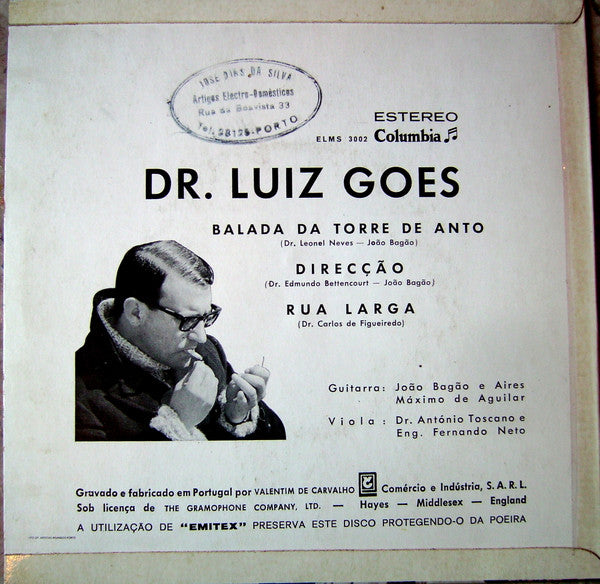 JOSE DIAS DA SILVA
Artigos Electro-Domésticos
Rua da Boavista 33
Tel. 28125-PORTO
ESTEREO
ELMS 3002 Columbia
DR. LUIZ GOES
BALADA DA TORRE DE ANTO
(Dr. Leonel Neves — João Bagão)
DIRECÇÃO
(Dr. Edmundo Bettencourt — João Bagão)
RUA LARGA
(Dr. Carlos de Figueiredo)
Guitarra: João Bagão e Aires
Máximo de Aguilar
Viola: Dr. António Toscano e
Eng. Fernando Neto
Gravado e fabricado em Portugal por VALENTIM DE CARVALHO Comércio e Indústria, S. A. R. L.
Sob licença de THE GRAMOPHONE COMPANY, LTD. — Hayes — Middlesex — England
A UTILIZAÇÃO DE "EMITEX" PRESERVA ESTE DISCO PROTEGENDO-O DA POEIRA